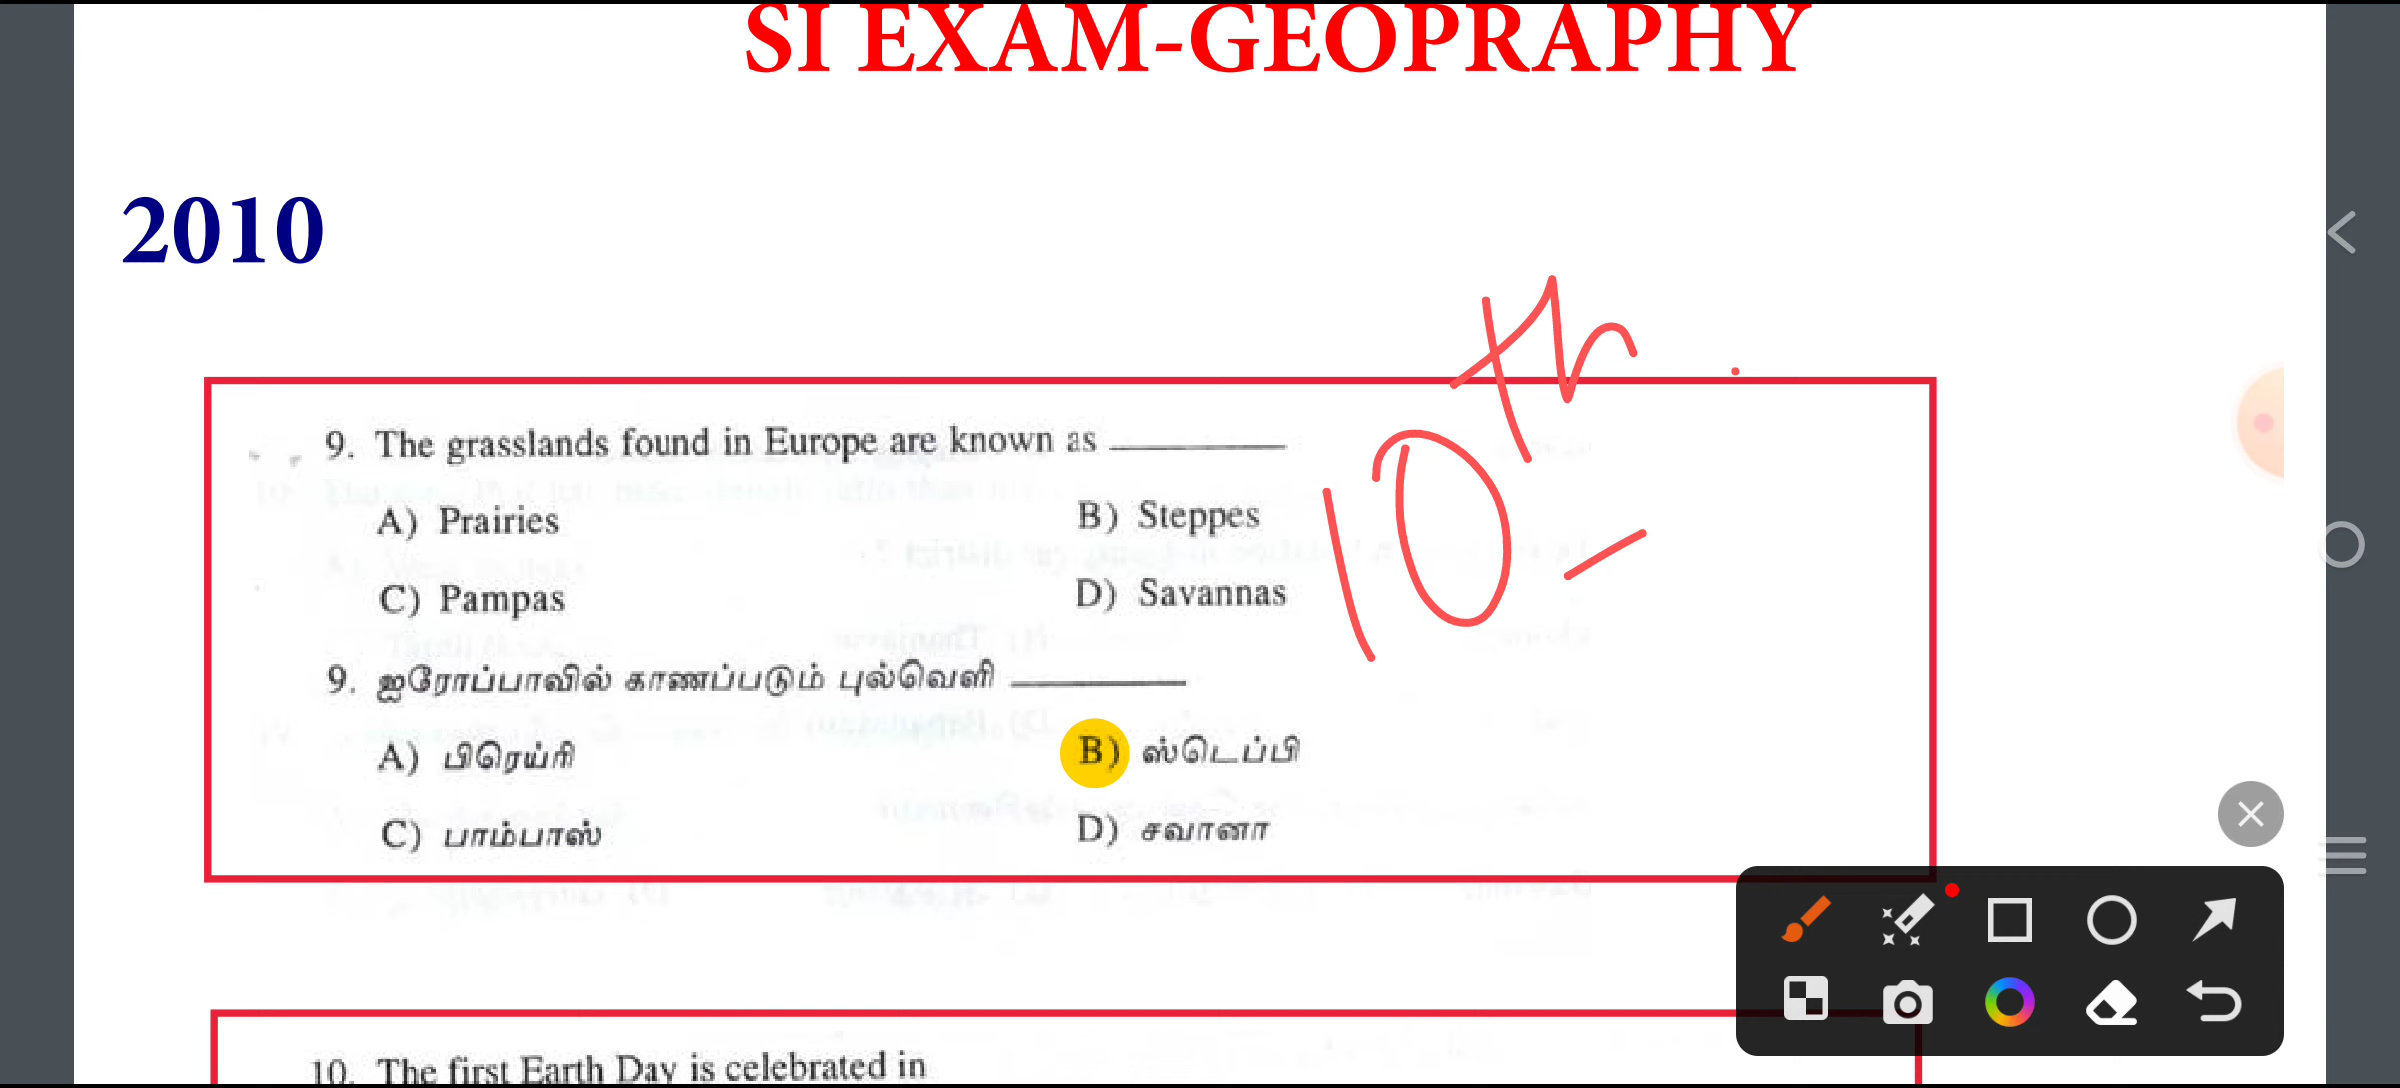 SI EXAM-GEOPRAPHY
2010
10th -
9. The grasslands found in Europe are known as ________
A) Prairies B) Steppes
C) Pampas D) Savannas
9. ஐரோப்பாவில் காணப்படும் புல்வெளி ________
A) பிரெய்ரி B) ஸ்டெப்பி
C) பாம்பாஸ் D) சவானா
10. The first Earth Day is celebrated in